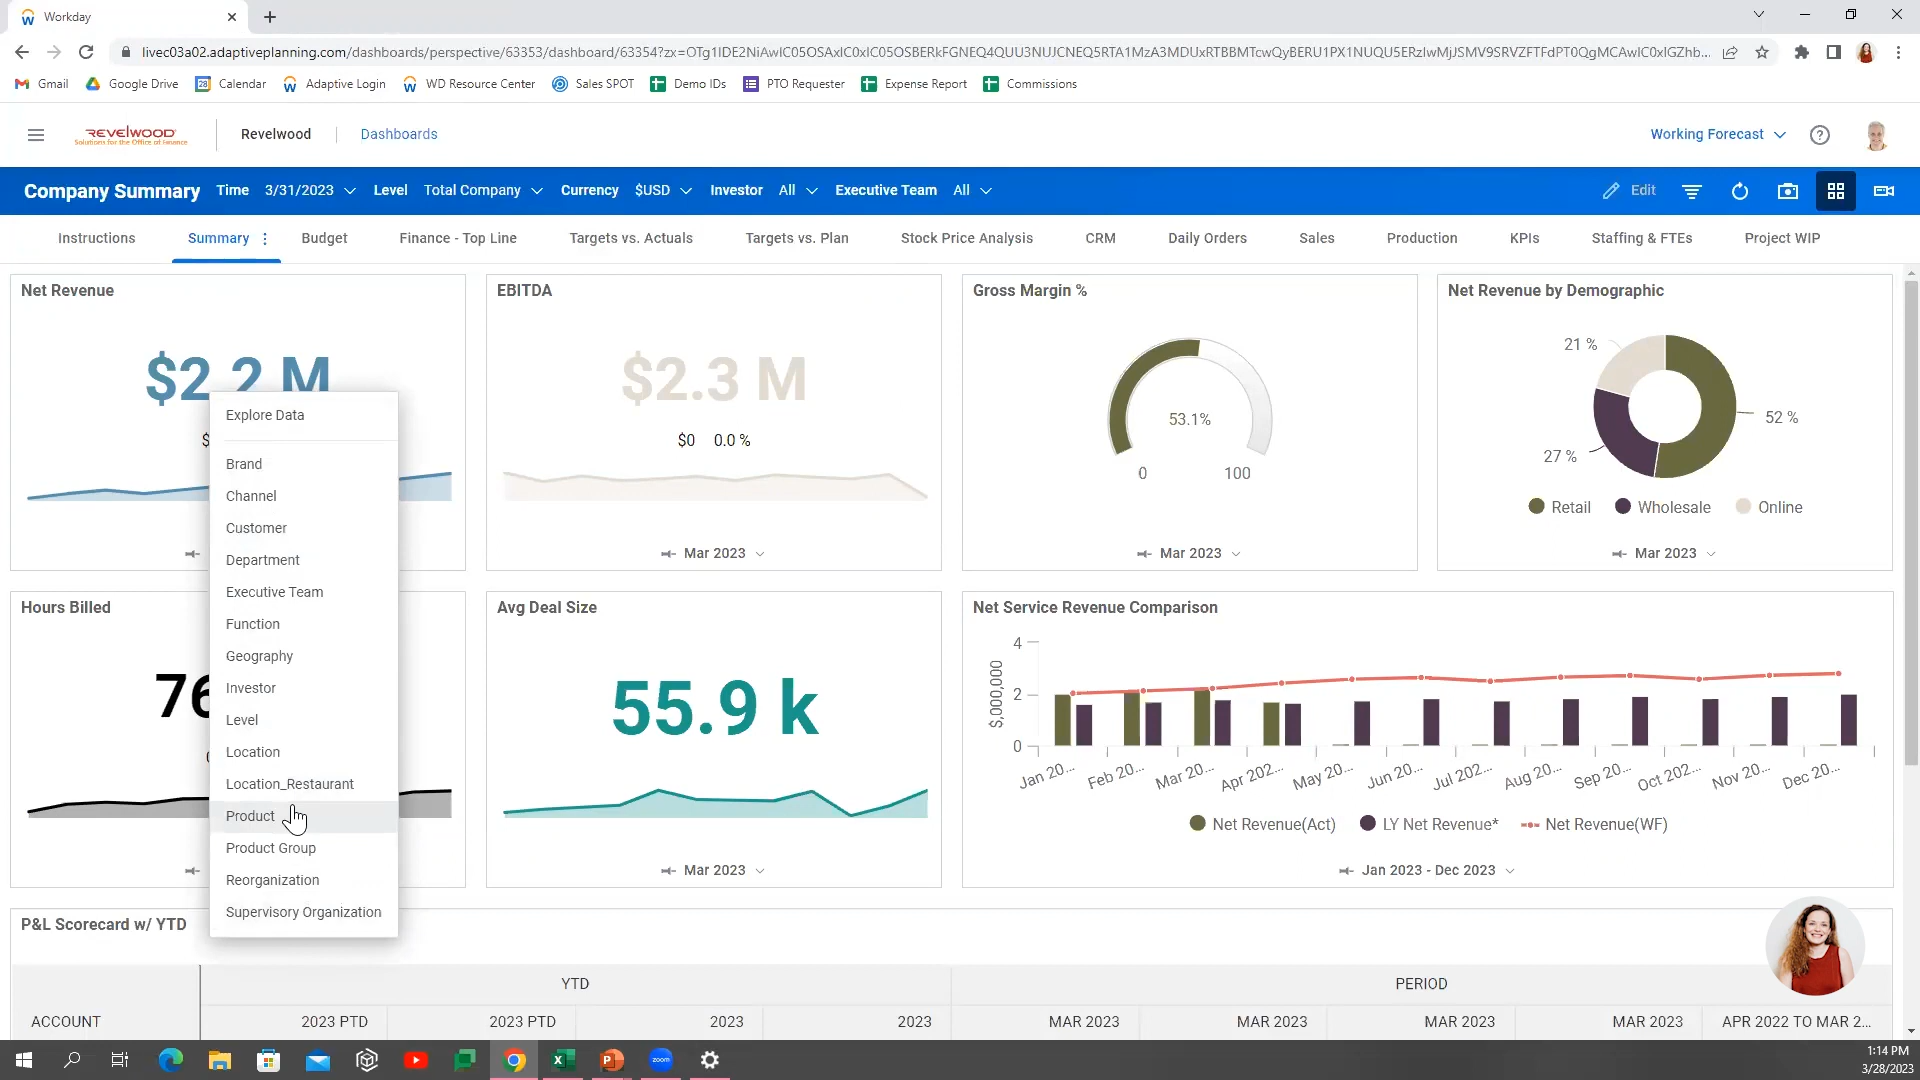 Workday
livec03a02.adaptiveplanning.com/dashboards/perspective/63353/dashboard/63354?zx=
Gmail Google Drive Calendar Adaptive Login WD Resource Center Sales SPOT Demo IDs PTO Requester Expense Report Commissions
REVELWOOD
Solutions for the Office of Finance
Revelwood Dashboards Working Forecast
Company Summary Time 3/31/2023 Level Total Company Currency $USD Investor All Executive Team All Edit
Instructions Summary Budget Finance - Top Line Targets vs. Actuals Targets vs. Plan Stock Price Analysis CRM Daily Orders Sales Production KPIs Staffing & FTEs Project WIP
Net Revenue
$2.2 M
$
Explore Data
Brand
Channel
Customer
Department
Executive Team
Function
Geography
Investor
Level
Location
Location_Restaurant
Product
Product Group
Reorganization
Supervisory Organization
EBITDA
$2.3 M
$0 0.0 %
Mar 2023
Gross Margin %
53.1%
0 100
Mar 2023
Net Revenue by Demographic
21 %
52 %
27 %
Retail Wholesale Online
Mar 2023
Hours Billed
76
Avg Deal Size
55.9 k
Mar 2023
Net Service Revenue Comparison
4
2
0
$,000,000
Jan 20... Feb 20... Mar 20... Apr 202... May 20... Jun 20... Jul 202... Aug 20... Sep 20... Oct 202... Nov 20... Dec 20...
Net Revenue(Act) LY Net Revenue* Net Revenue(WF)
Jan 2023 - Dec 2023
P&L Scorecard w/ YTD
YTD PERIOD
ACCOUNT 2023 PTD 2023 PTD 2023 2023 MAR 2023 MAR 2023 MAR 2023 MAR 2023 APR 2022 TO MAR 2...
zoom
1:14 PM
3/28/2023